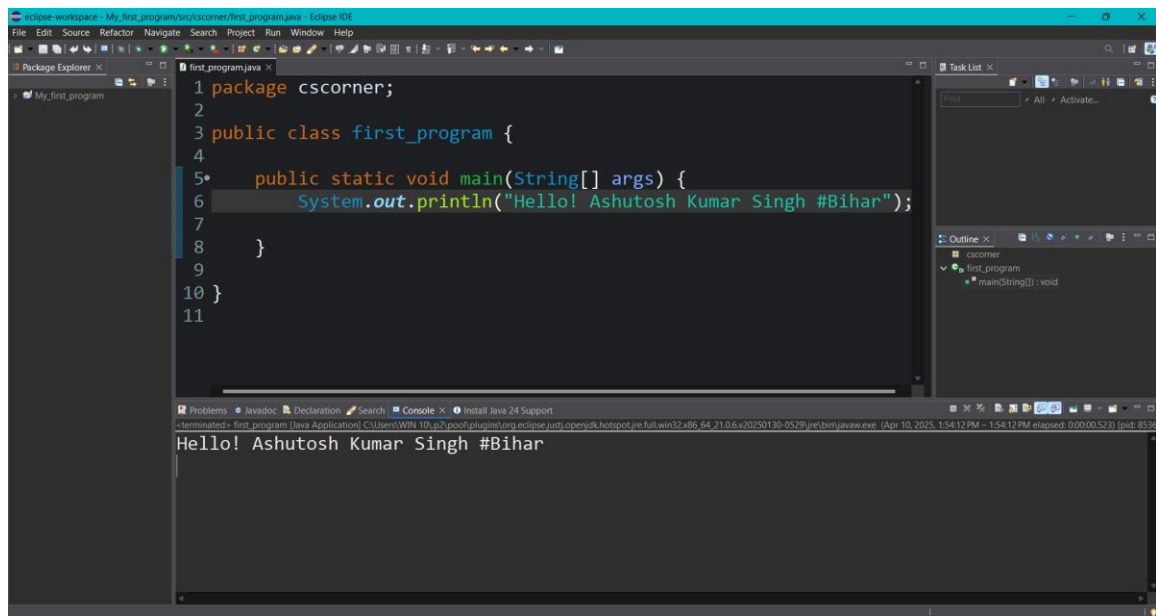 eclipse-workspace - My_first_program/src/cscorner/first_program.java - Eclipse IDE
File Edit Source Refactor Navigate Search Project Run Window Help
Package Explorer
My_first_program
first_program.java
1 package cscorner;
2
3 public class first_program {
4
5 public static void main(String[] args) {
6 System.out.println("Hello! Ashutosh Kumar Singh #Bihar");
7
8 }
9
10 }
11
Task List
Find All Activate...
Outline
cscorner
first_program
main(String[]) : void
Problems Javadoc Declaration Search Console Install Java 24 Support
<terminated> first_program [Java Application] C:\Users\WIN 10\.p2\pool\plugins\org.eclipse.justj.openjdk.hotspot.jre.full.win32.x86_64_21.0.6.v20250130-0529\jre\bin\javaw.exe (Apr 10, 2025, 1:54:12 PM – 1:54:12 PM elapsed: 0:00:00.523) [pid: 8536
Hello! Ashutosh Kumar Singh #Bihar